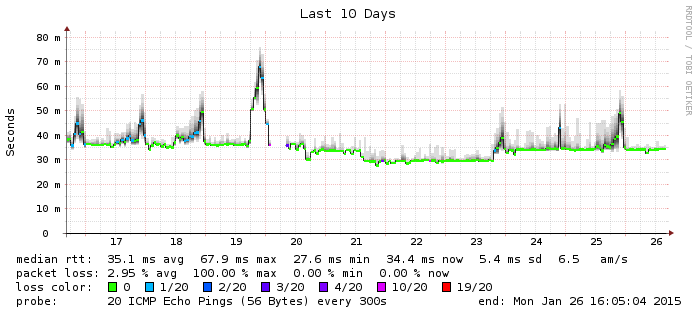 Last 10 Days
RRDTOOL / TOBI OETIKER
Seconds
80 m
70 m
60 m
50 m
40 m
30 m
20 m
10 m
0
17 18 19 20 21 22 23 24 25 26
median rtt: 35.1 ms avg 67.9 ms max 27.6 ms min 34.4 ms now 5.4 ms sd 6.5 am/s
packet loss: 2.95 % avg 100.00 % max 0.00 % min 0.00 % now
loss color: 0 1/20 2/20 3/20 4/20 10/20 19/20
probe: 20 ICMP Echo Pings (56 Bytes) every 300s end: Mon Jan 26 16:05:04 2015